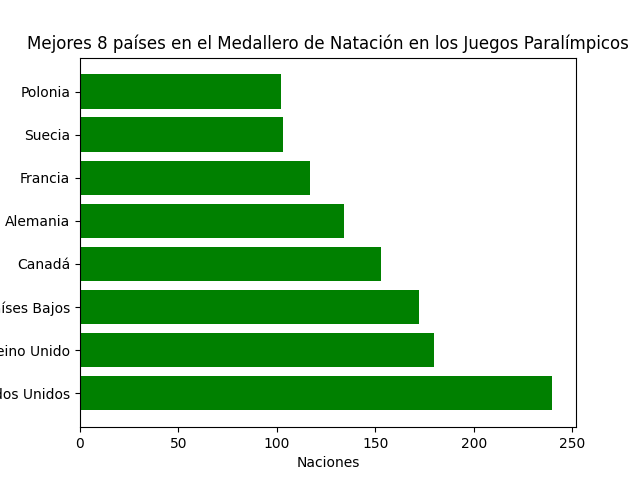 Mejores 8 países en el Medallero de Natación en los Juegos Paralímpicos
Polonia
Suecia
Francia
Alemania
Canadá
íses Bajos
eino Unido
dos Unidos
0 50 100 150 200 250
Naciones